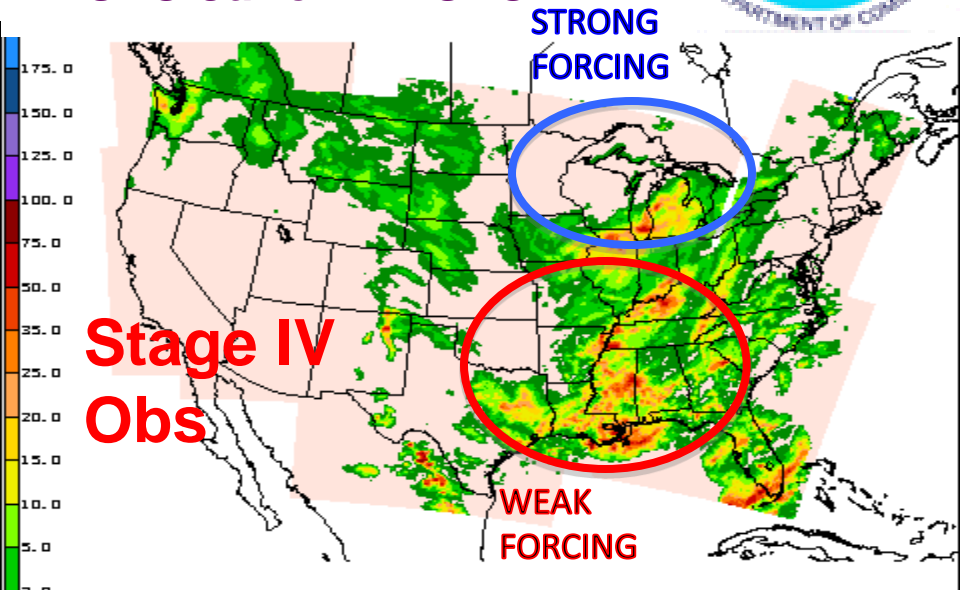 STRONG
FORCING
175. 0
150. 0
125. 0
100. 0
75. 0
50. 0
35. 0
25. 0
20. 0
15. 0
10. 0
5. 0
Stage IV
Obs
WEAK
FORCING